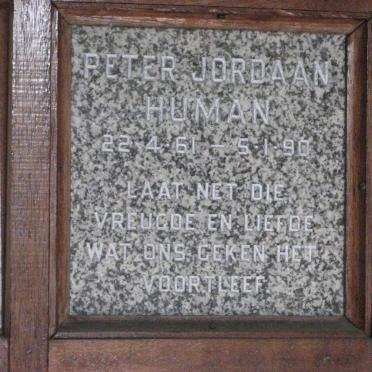 PETER JORDAAN
HUMAN
22.4.61 – 5.1.90
LAAT NET DIE
VREUGDE EN LIEFDE
WAT ONS GEKEN HET
VOORTLEEF.